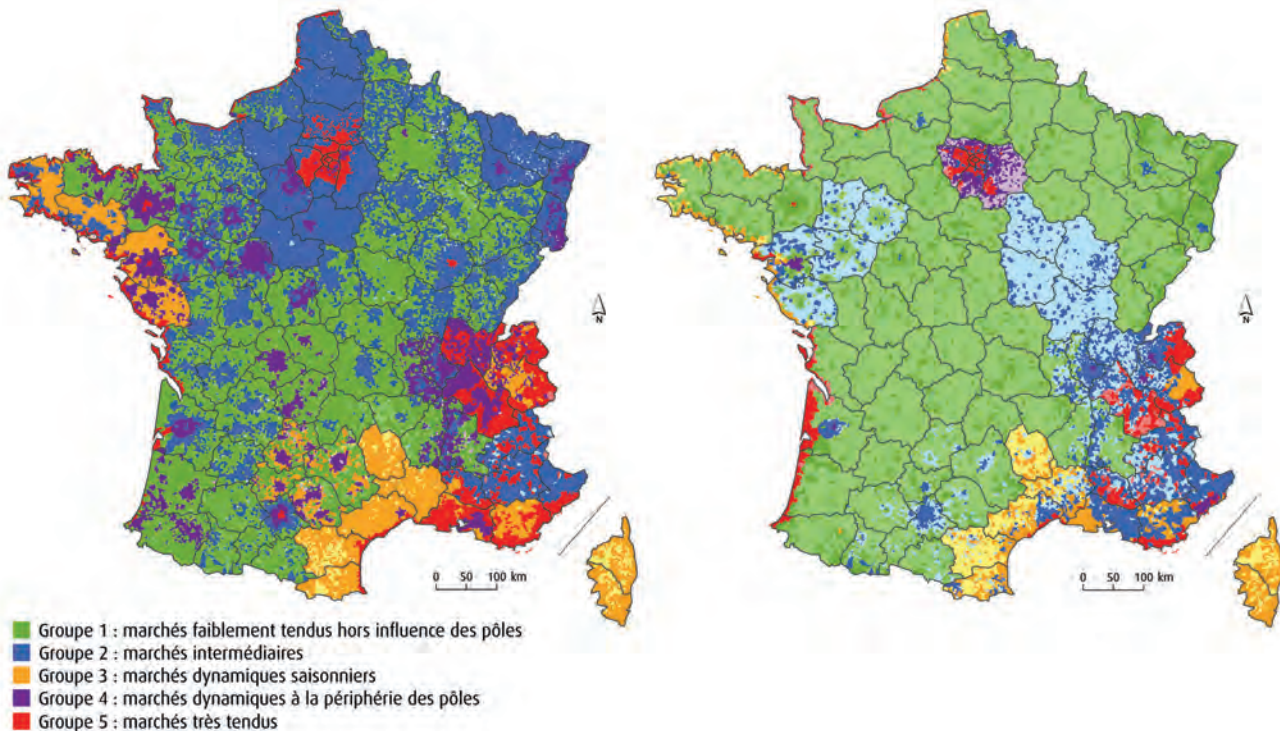 N
N
0 50 100 km
0 50 100 km
Groupe 1 : marchés faiblement tendus hors influence des pôles
Groupe 2 : marchés intermédiaires
Groupe 3 : marchés dynamiques saisonniers
Groupe 4 : marchés dynamiques à la périphérie des pôles
Groupe 5 : marchés très tendus